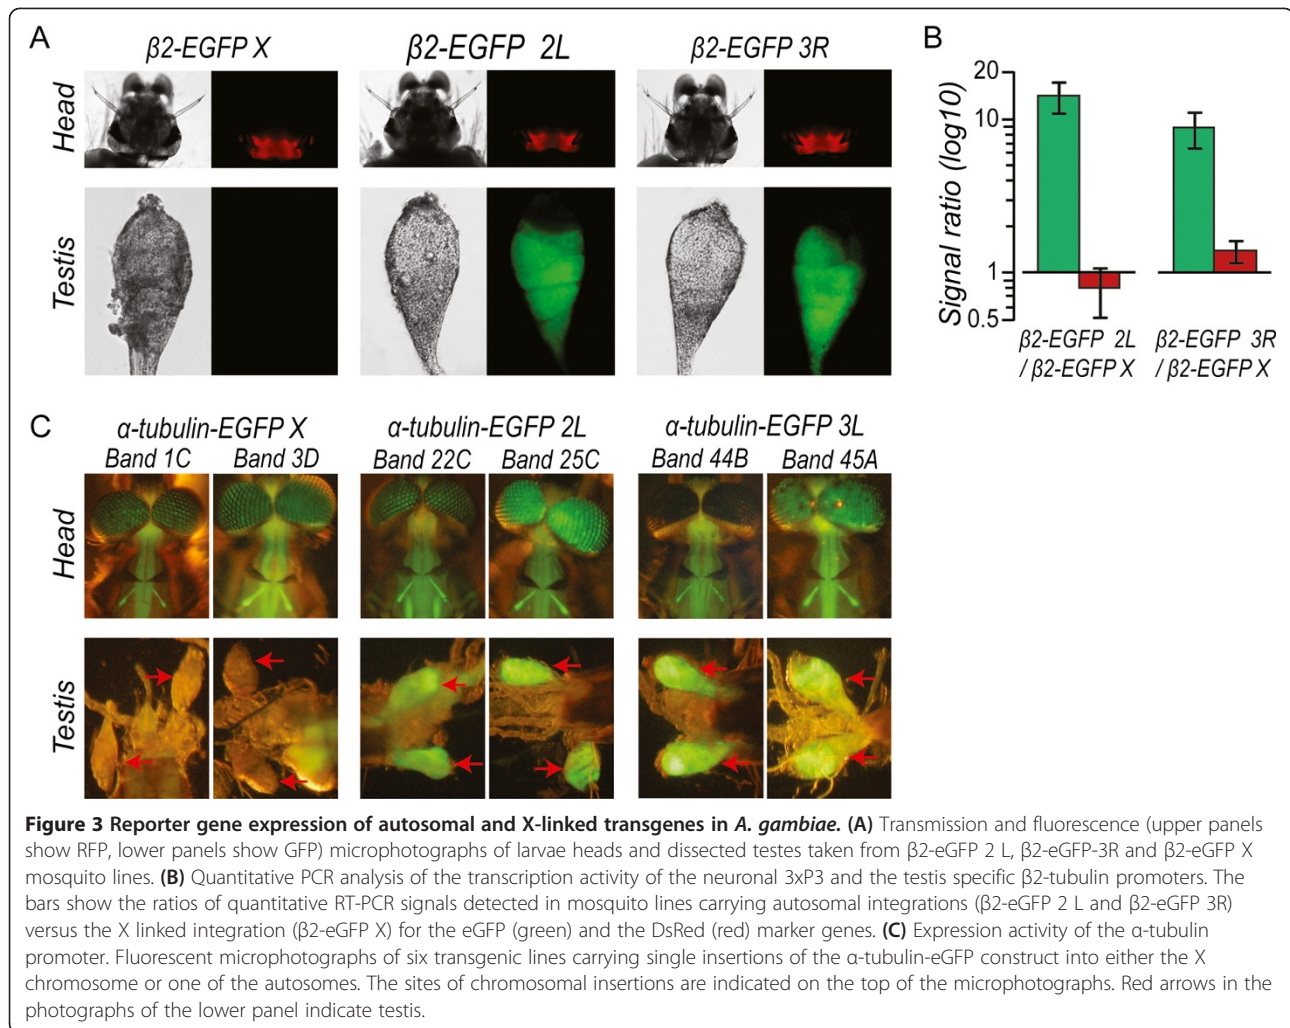 A
β2-EGFP X
β2-EGFP 2L
β2-EGFP 3R
Head
Testis
B
Signal ratio (log10)
20
10
1
0.5
β2-EGFP 2L
/ β2-EGFP X
β2-EGFP 3R
/ β2-EGFP X
C
α-tubulin-EGFP X
α-tubulin-EGFP 2L
α-tubulin-EGFP 3L
Band 1C
Band 3D
Band 22C
Band 25C
Band 44B
Band 45A
Head
Testis
Figure 3 Reporter gene expression of autosomal and X-linked transgenes in A. gambiae. (A) Transmission and fluorescence (upper panels
show RFP, lower panels show GFP) microphotographs of larvae heads and dissected testes taken from β2-eGFP 2 L, β2-eGFP-3R and β2-eGFP X
mosquito lines. (B) Quantitative PCR analysis of the transcription activity of the neuronal 3xP3 and the testis specific β2-tubulin promoters. The
bars show the ratios of quantitative RT-PCR signals detected in mosquito lines carrying autosomal integrations (β2-eGFP 2 L and β2-eGFP 3R)
versus the X linked integration (β2-eGFP X) for the eGFP (green) and the DsRed (red) marker genes. (C) Expression activity of the α-tubulin
promoter. Fluorescent microphotographs of six transgenic lines carrying single insertions of the α-tubulin-eGFP construct into either the X
chromosome or one of the autosomes. The sites of chromosomal insertions are indicated on the top of the microphotographs. Red arrows in the
photographs of the lower panel indicate testis.